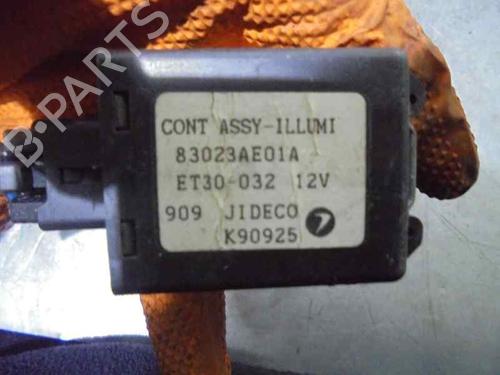 CONT ASSY-ILLUMI
83023AE01A
ET30-032 12V
909 JIDECO
K90925
B-PARTS